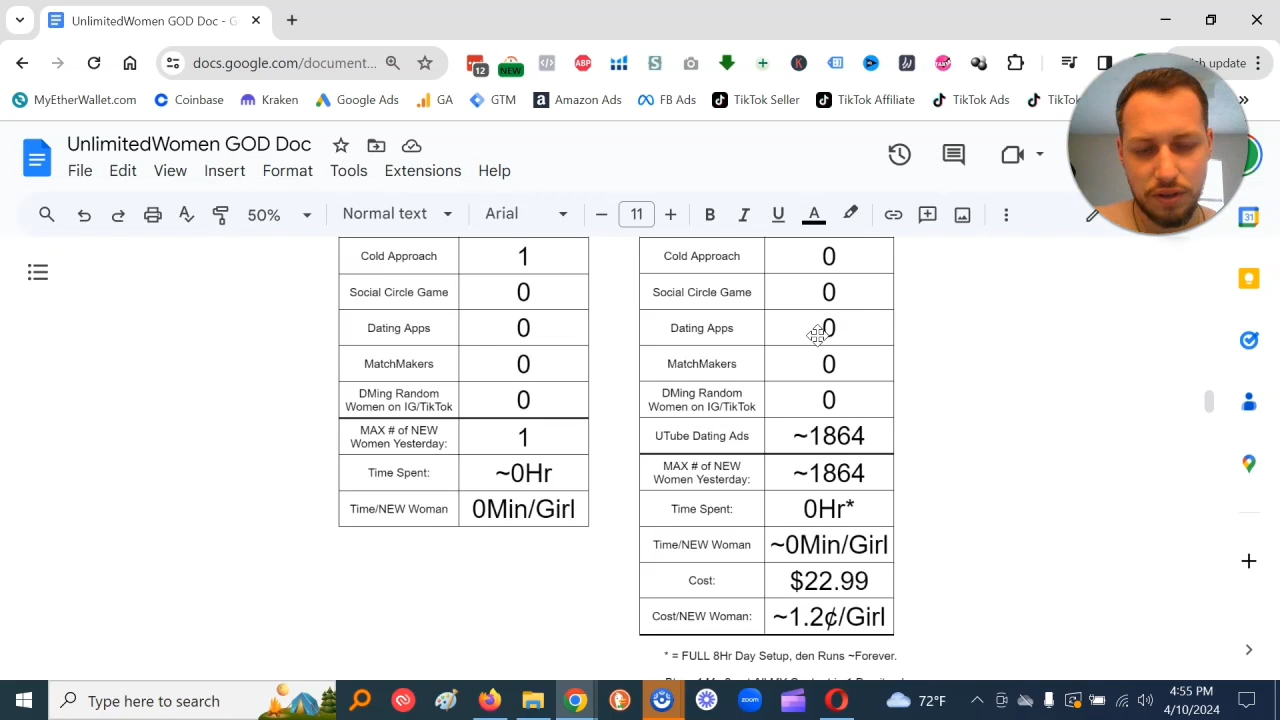 UnlimitedWomen GOD Doc - G
docs.google.com/document...
12
NEW
ABP
h update
MyEtherWallet.com
Coinbase
Kraken
Google Ads
GA
GTM
Amazon Ads
FB Ads
TikTok Seller
TikTok Affiliate
TikTok Ads
TikTok
UnlimitedWomen GOD Doc
File Edit View Insert Format Tools Extensions Help
50% Normal text Arial 11 B I U A
31
Cold Approach 1
Social Circle Game 0
Dating Apps 0
MatchMakers 0
DMing Random
Women on IG/TikTok 0
MAX # of NEW
Women Yesterday: 1
Time Spent: ~0Hr
Time/NEW Woman 0Min/Girl
Cold Approach 0
Social Circle Game 0
Dating Apps 0
MatchMakers 0
DMing Random
Women on IG/TikTok 0
UTube Dating Ads ~1864
MAX # of NEW
Women Yesterday: ~1864
Time Spent: 0Hr*
Time/NEW Woman ~0Min/Girl
Cost: $22.99
Cost/NEW Woman: ~1.2¢/Girl
* = FULL 8Hr Day Setup, den Runs ~Forever.
Type here to search
zoom
72°F
4:55 PM
4/10/2024